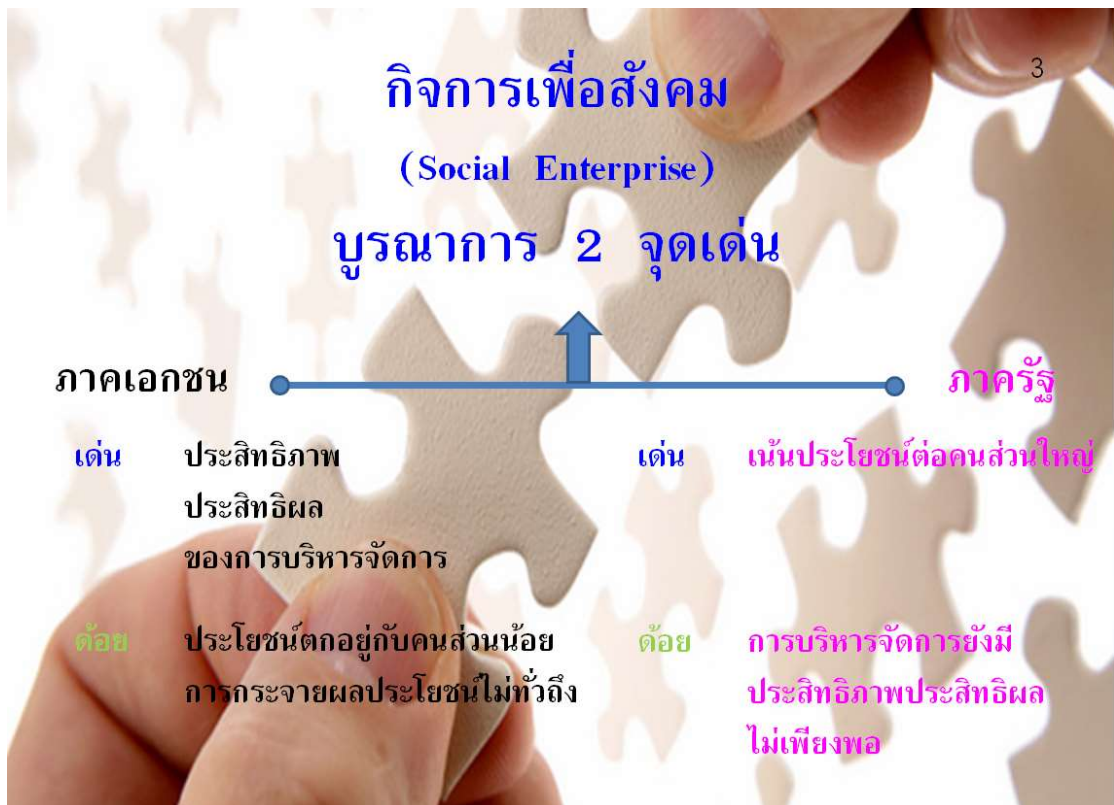 3
กิจการเพื่อสังคม
(Social Enterprise)
บูรณาการ 2 จุดเด่น
ภาคเอกชน
เด่น ประสิทธิภาพ
ประสิทธิผล
ของการบริหารจัดการ
ด้อย ประโยชน์ตกอยู่กับคนส่วนน้อย
การกระจายผลประโยชน์ไม่ทั่วถึง
ภาครัฐ
เด่น เน้นประโยชน์ต่อคนส่วนใหญ่
ด้อย การบริหารจัดการยังมี
ประสิทธิภาพประสิทธิผล
ไม่เพียงพอ